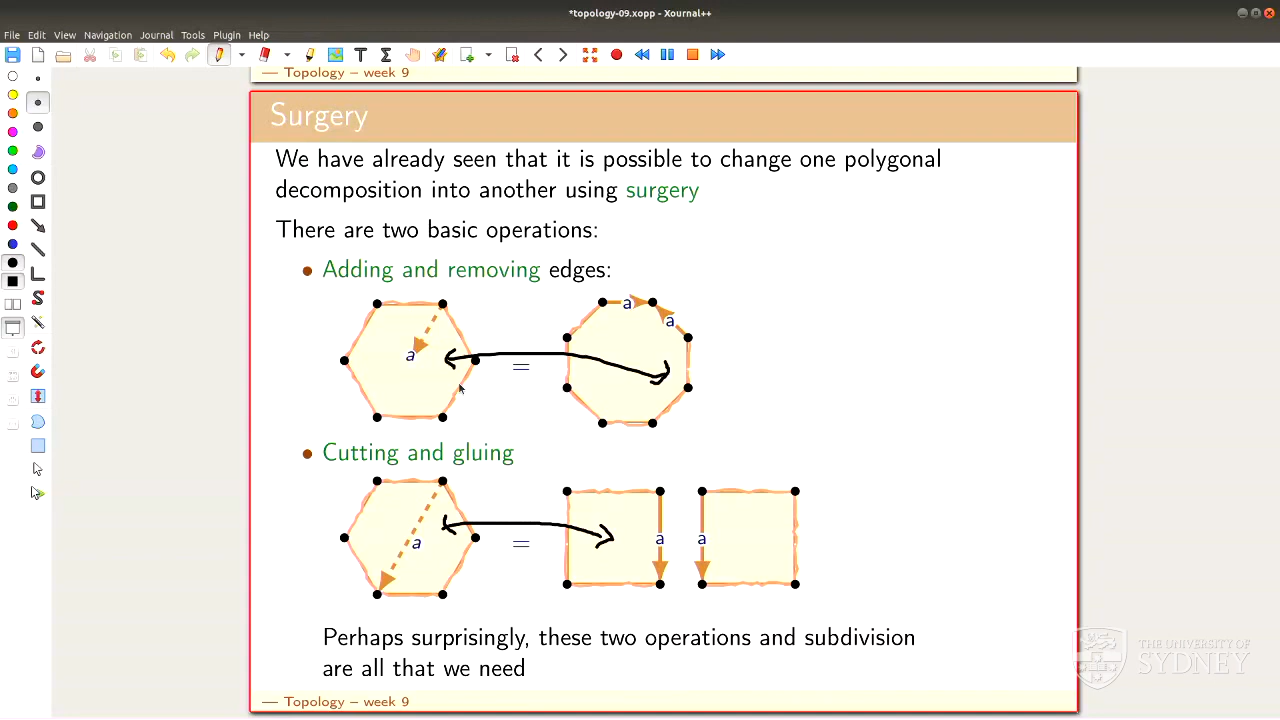 *topology-09.xopp - Xournal++
File Edit View Navigation Journal Tools Plugin Help
— Topology – week 9
Surgery
We have already seen that it is possible to change one polygonal
decomposition into another using surgery
There are two basic operations:
• Adding and removing edges:
a
a
a
=
• Cutting and gluing
a
=
a
a
Perhaps surprisingly, these two operations and subdivision
are all that we need
THE UNIVERSITY OF
SYDNEY
— Topology – week 9